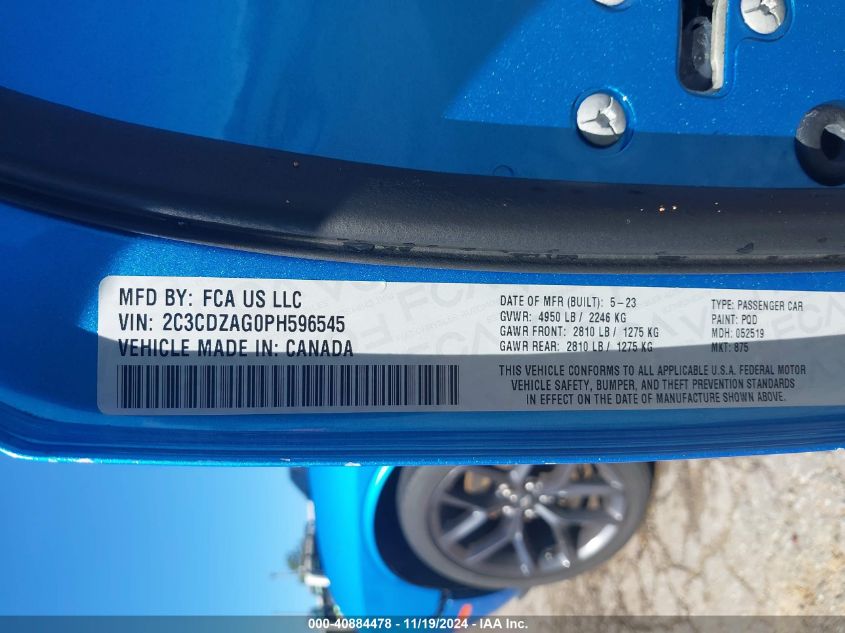 MFD BY: FCA US LLC
VIN: 2C3CDZAG0PH596545
VEHICLE MADE IN: CANADA
DATE OF MFR (BUILT): 5-23
GVWR: 4950 LB / 2246 KG
GAWR FRONT: 2810 LB / 1275 KG
GAWR REAR: 2810 LB / 1275 KG
TYPE: PASSENGER CAR
PAINT: PQD
MDH: 052519
MKT: 875
THIS VEHICLE CONFORMS TO ALL APPLICABLE U.S.A. FEDERAL MOTOR
VEHICLE SAFETY, BUMPER, AND THEFT PREVENTION STANDARDS
IN EFFECT ON THE DATE OF MANUFACTURE SHOWN ABOVE.
000-40884478 - 11/19/2024 - IAA Inc.